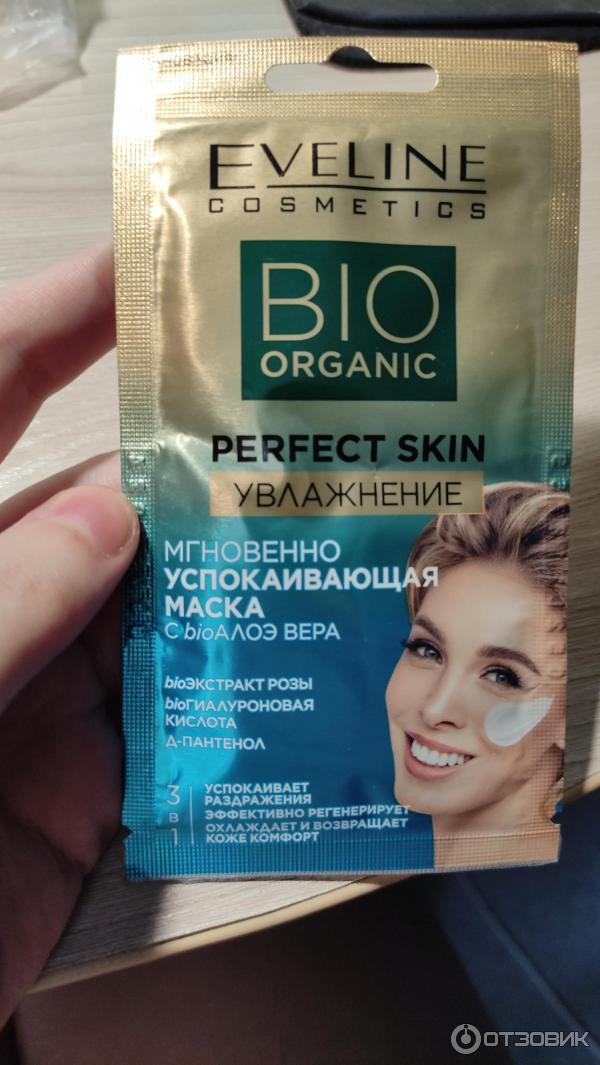 EVELINE
COSMETICS
BIO
ORGANIC
PERFECT SKIN
УВЛАЖНЕНИЕ
МГНОВЕННО
УСПОКАИВАЮЩАЯ
МАСКА
С bioАЛОЭ ВЕРА
bioЭКСТРАКТ РОЗЫ
bioГИАЛУРОНОВАЯ
КИСЛОТА
Д-ПАНТЕНОЛ
3
В
1
УСПОКАИВАЕТ
РАЗДРАЖЕНИЯ
ЭФФЕКТИВНО РЕГЕНЕРИРУЕТ
ОХЛАЖДАЕТ И ВОЗВРАЩАЕТ
КОЖЕ КОМФОРТ
ОТЗОВИК